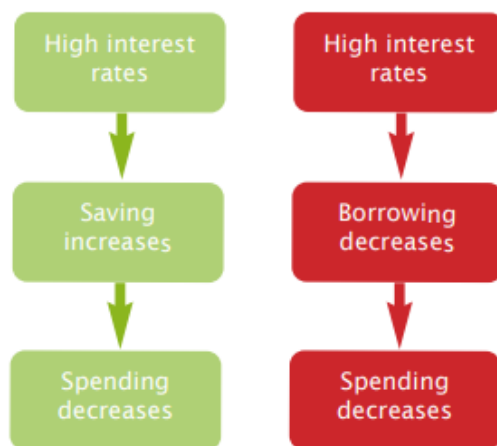 High interest
rates
Saving
increases
Spending
decreases
High interest
rates
Borrowing
decreases
Spending
decreases